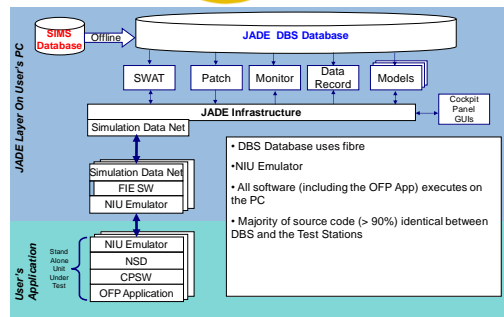 SIMS
Database
Offline
JADE DBS Database
SWAT
Patch
Monitor
Data
Record
Models
JADE Infrastructure
Cockpit
Panel
GUIs
Simulation Data Net
Simulation Data Net
FIE SW
NIU Emulator
NIU Emulator
NSD
CPSW
OFP Application
Stand
Alone
Unit
Under
Test
JADE Layer On User's PC
User's
Application
• DBS Database uses fibre
•NIU Emulator
• All software (including the OFP App) executes on
the PC
• Majority of source code (> 90%) identical between
DBS and the Test Stations